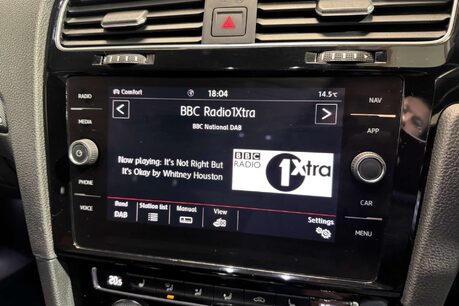 RADIO
MEDIA
PHONE
VOICE
Comfort
18:04
14.5°C
BBC Radio1Xtra
BBC National DAB
Now playing: It's Not Right But
It's Okay by Whitney Houston
BBC
RADIO
1Xtra
Band
DAB
Station list
Manual
View
Settings
NAV
APP
CAR
MENU